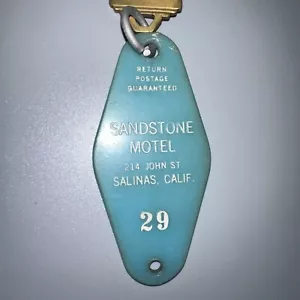 RETURN
POSTAGE
GUARANTEED
SANDSTONE
MOTEL
214 JOHN ST
SALINAS, CALIF.
29